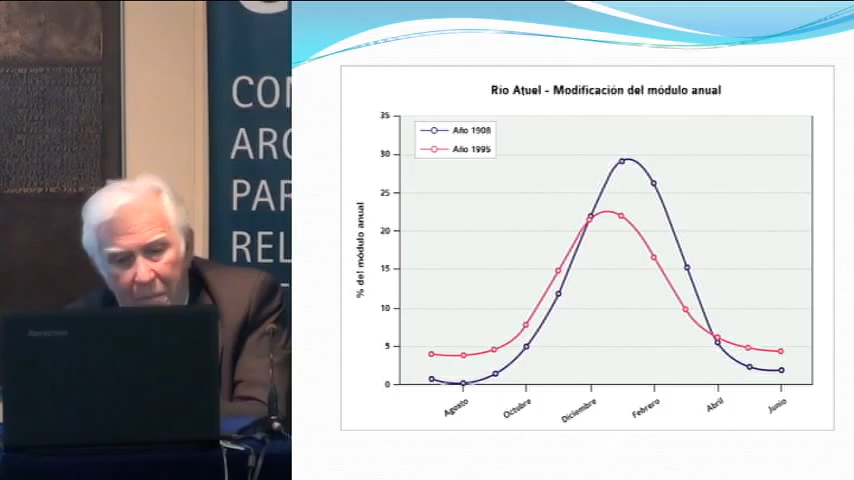 CON
ARG
PAR
REL
Río Atuel - Modificación del módulo anual
Año 1908
Año 1995
% del módulo anual
35
30
25
20
15
10
5
0
Agosto
Octubre
Diciembre
Febrero
Abril
Junio